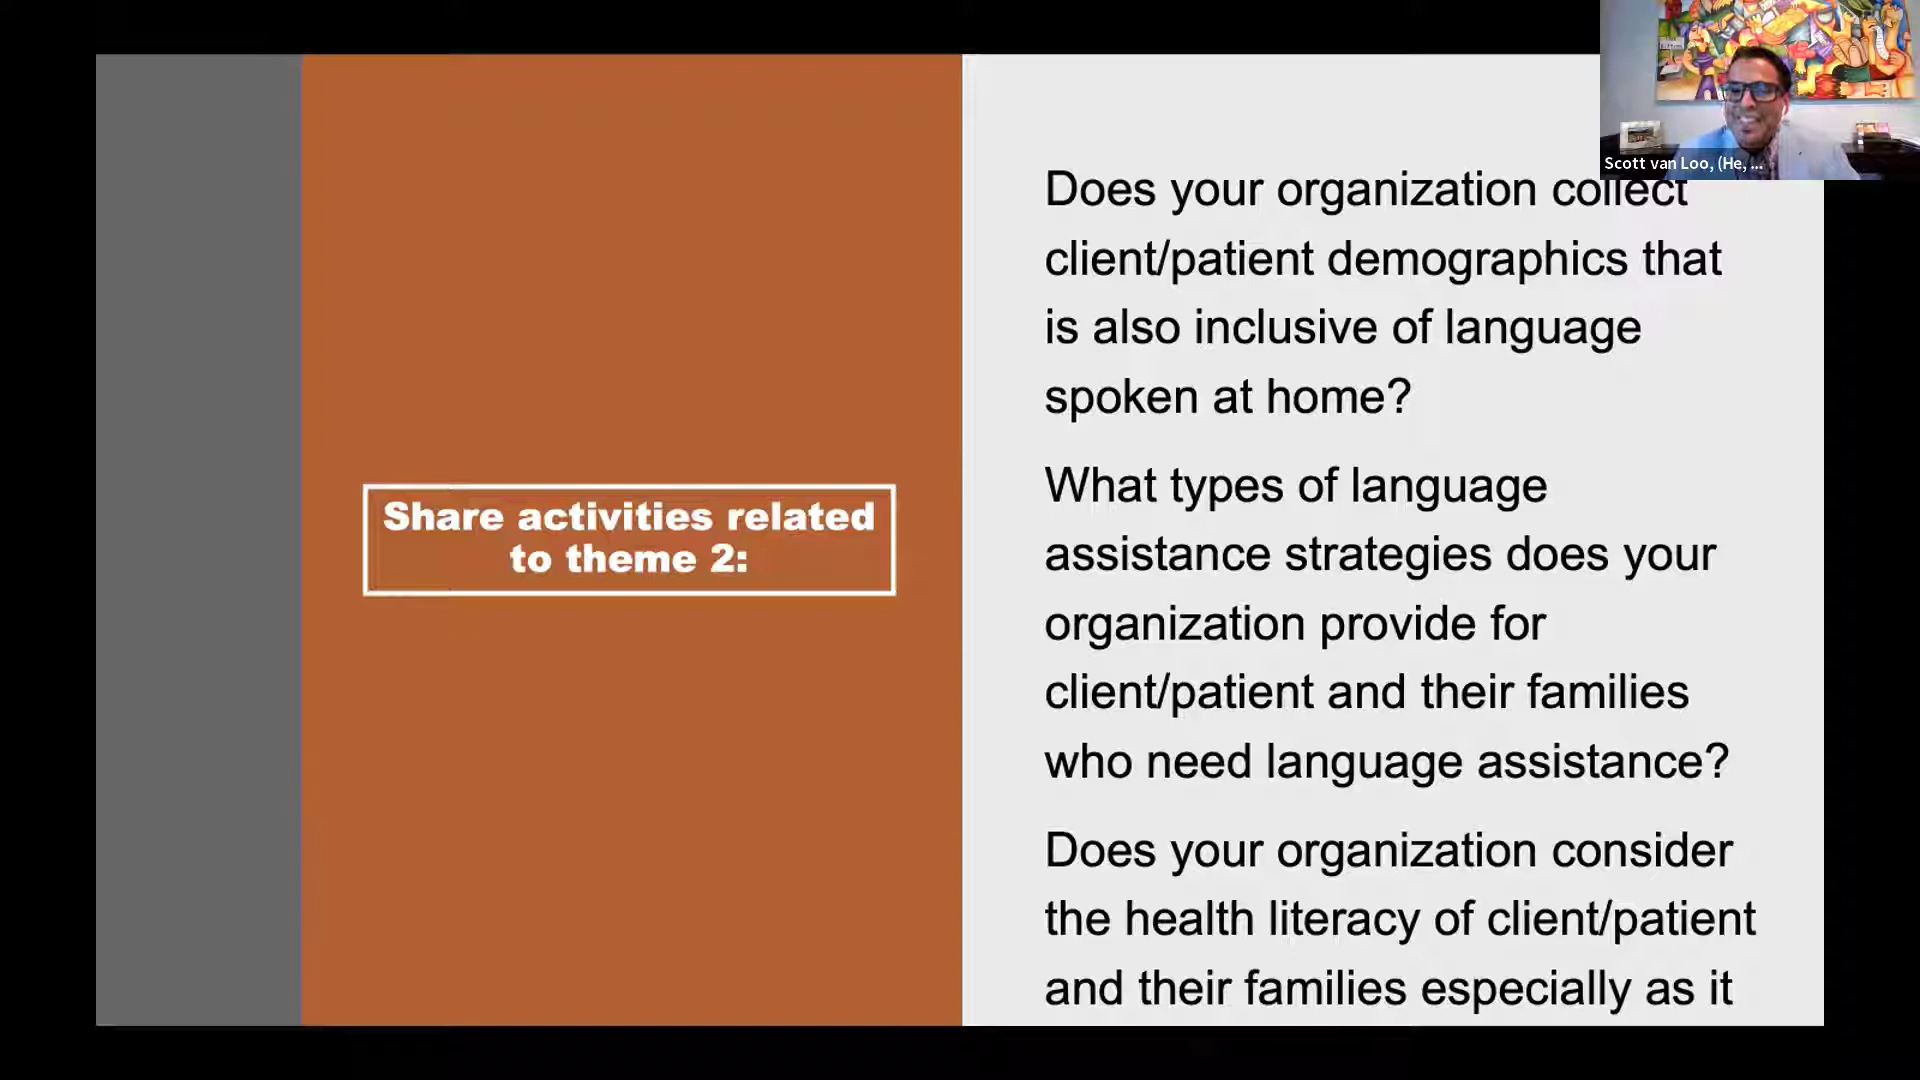 Scott van Loo, (He, ...
Share activities related
to theme 2:
Does your organization collect
client/patient demographics that
is also inclusive of language
spoken at home?
What types of language
assistance strategies does your
organization provide for
client/patient and their families
who need language assistance?
Does your organization consider
the health literacy of client/patient
and their families especially as it